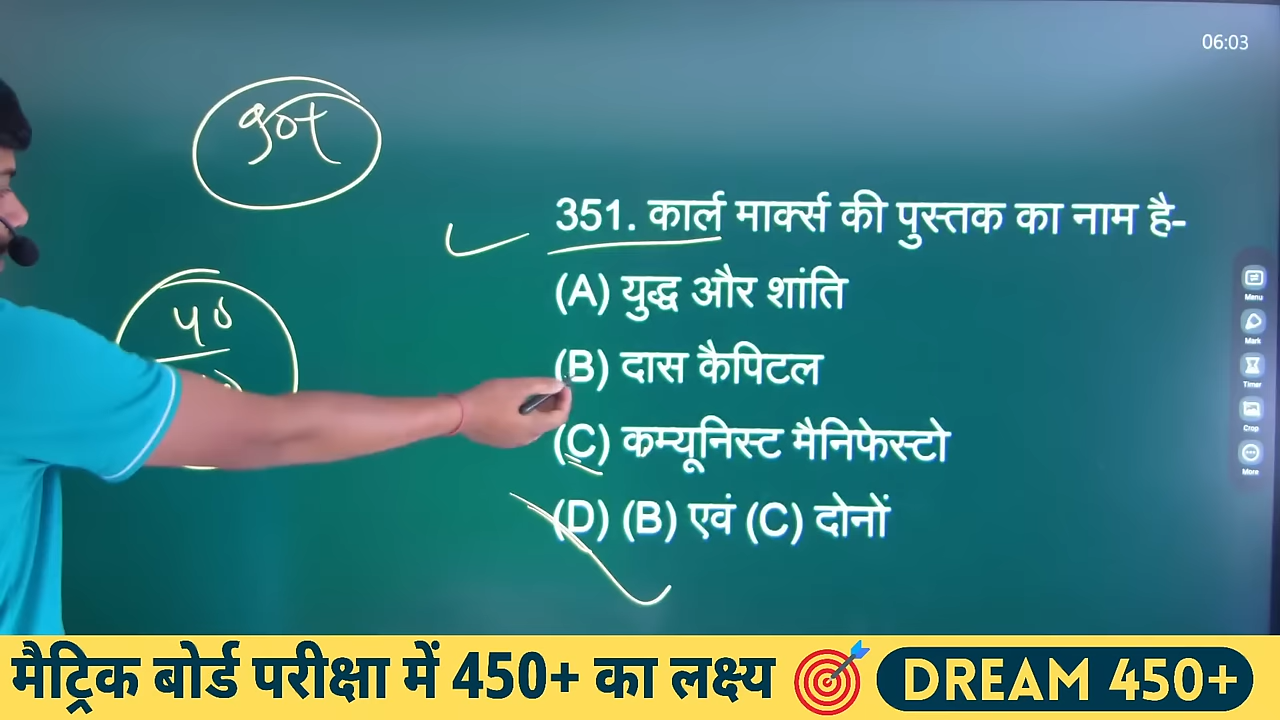 06:03
351. कार्ल मार्क्स की पुस्तक का नाम है-
(A) युद्ध और शांति
(B) दास कैपिटल
(C) कम्यूनिस्ट मैनिफेस्टो
(D) (B) एवं (C) दोनों
Menu
Mark
Timer
Crop
More
मैट्रिक बोर्ड परीक्षा में 450+ का लक्ष्य
DREAM 450+